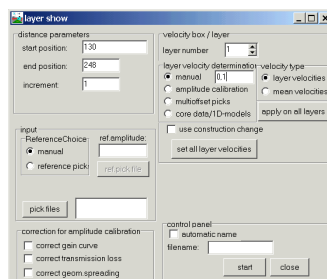 layer show
distance parameters
start position: 130
end position: 248
increment: 1
velocity box / layer
layer number 1
layer velocity determination
manual 0.1
amplitude calibration
multioffset picks
core data/1D-models
velocity type
layer velocities
mean velocities
apply on all layers
use construction change
set all layer velocities
input
ReferenceChoice
manual
reference picks
ref.amplitude:
ref.pick file
pick files
correction for amplitude calibration
correct gain curve
correct transmission loss
correct geom.spreading
control panel
automatic name
filename:
start close